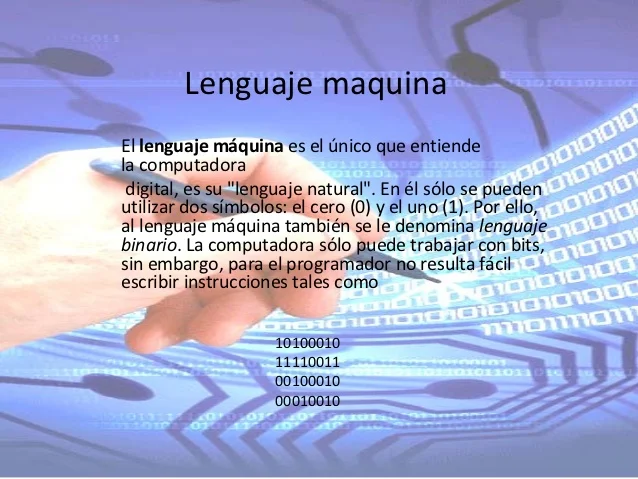 Lenguaje maquina
El lenguaje máquina es el único que entiende
la computadora
digital, es su "lenguaje natural". En él sólo se pueden
utilizar dos símbolos: el cero (0) y el uno (1). Por ello,
al lenguaje máquina también se le denomina lenguaje
binario. La computadora sólo puede trabajar con bits,
sin embargo, para el programador no resulta fácil
escribir instrucciones tales como
10100010
11110011
00100010
00010010